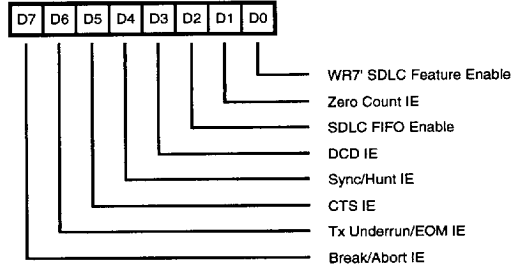 D7 D6 D5 D4 D3 D2 D1 D0
WR7' SDLC Feature Enable
Zero Count IE
SDLC FIFO Enable
DCD IE
Sync/Hunt IE
CTS IE
Tx Underrun/EOM IE
Break/Abort IE